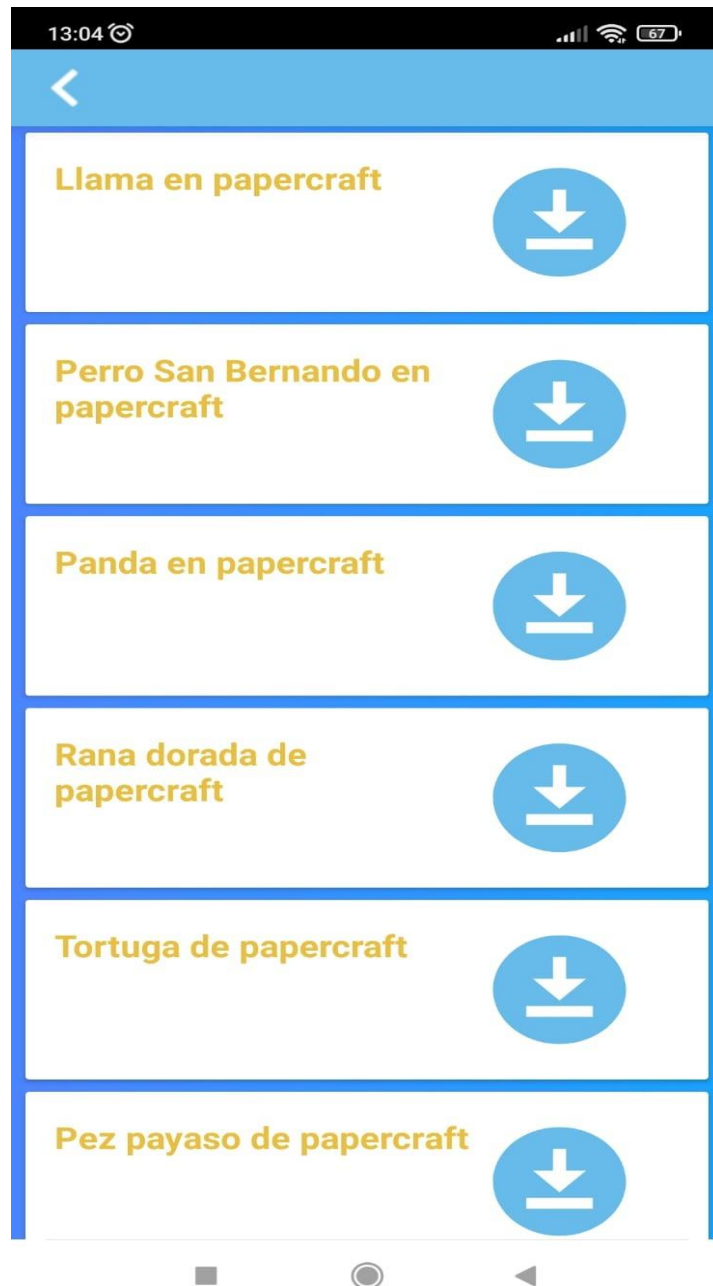 13:04
67
Llama en papercraft
Perro San Bernando en
papercraft
Panda en papercraft
Rana dorada de
papercraft
Tortuga de papercraft
Pez payaso de papercraft